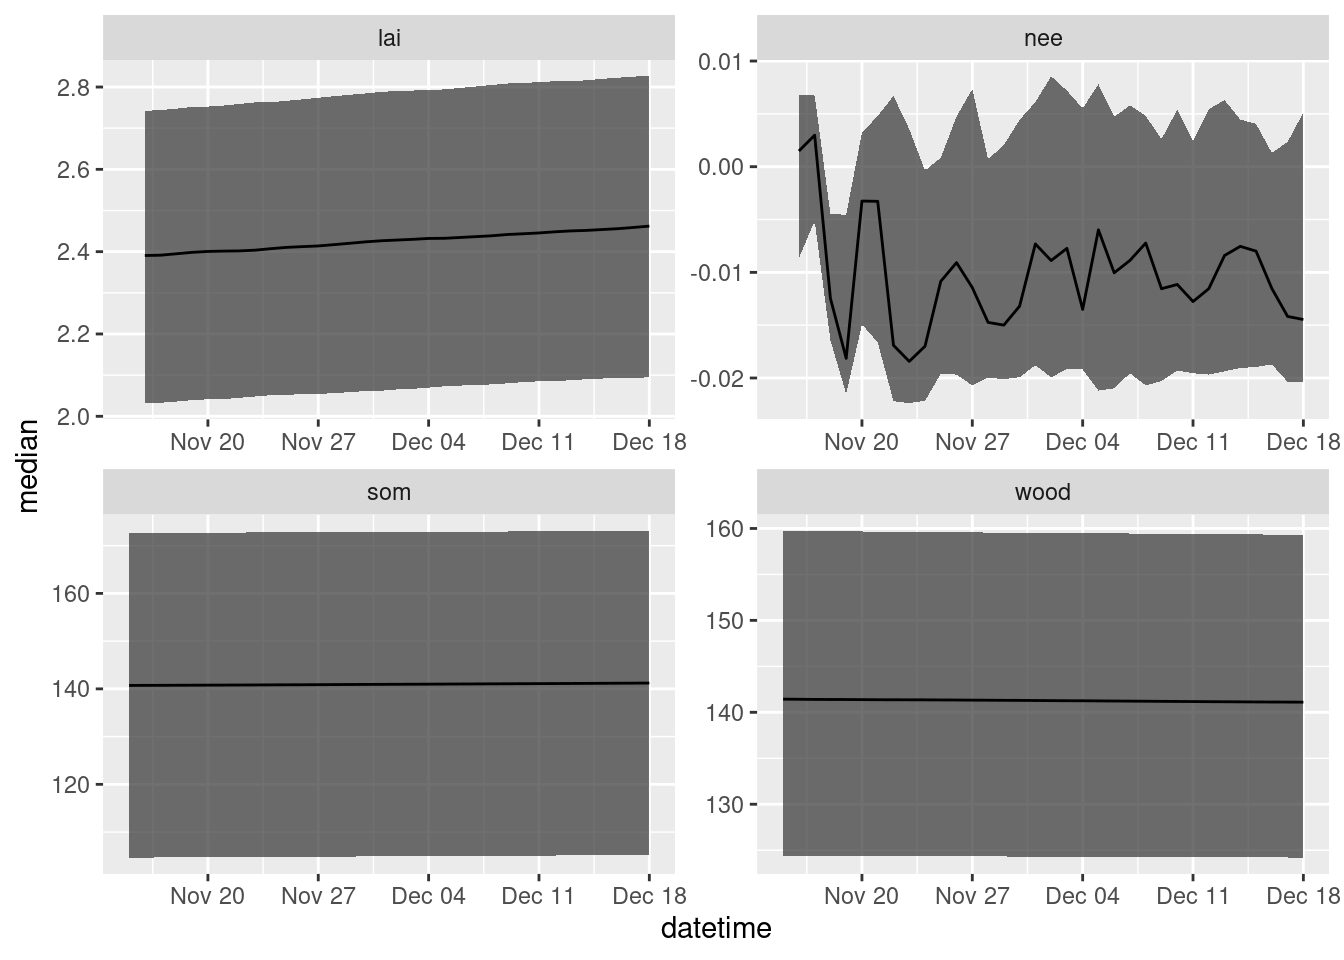 lai
nee
2.8
2.6
2.4
2.2
2.0
0.01
0.00
-0.01
-0.02
Nov 20 Nov 27 Dec 04 Dec 11 Dec 18
Nov 20 Nov 27 Dec 04 Dec 11 Dec 18
median
som
wood
160
140
120
160
150
140
130
Nov 20 Nov 27 Dec 04 Dec 11 Dec 18
Nov 20 Nov 27 Dec 04 Dec 11 Dec 18
datetime